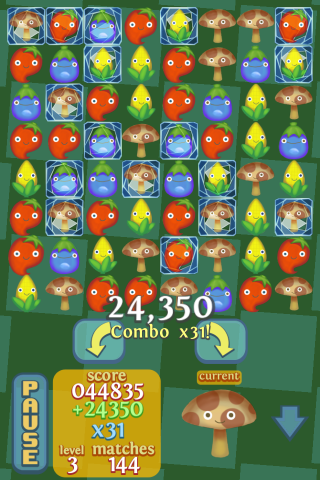 24,350
Combo x31!
current
score
044835
+24350
x31
level matches
3 144
PAUSE